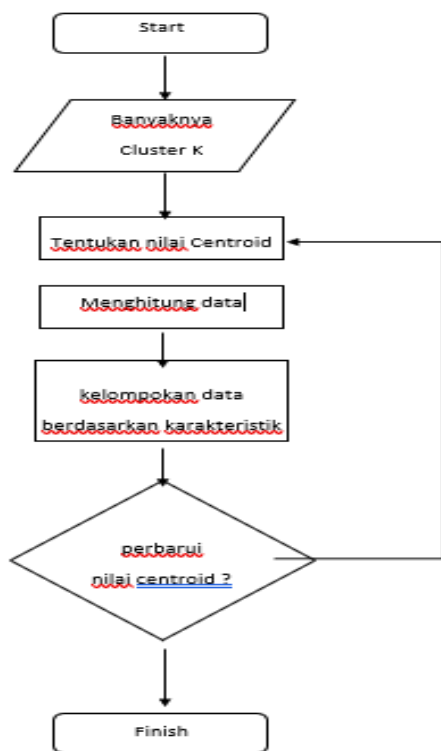 Start
Banyaknya
Cluster K
Tentukan nilai Centroid
Menghitung data
kelompokan data
berdasarkan karakteristik
perbarui
nilai centroid ?
Finish